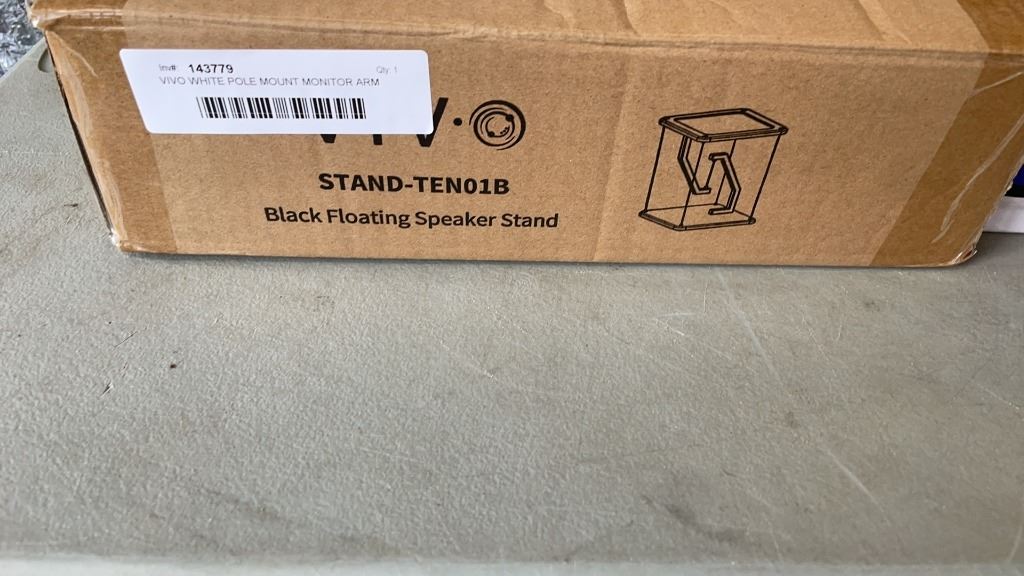 Inv#: 143779 Qty: 1
VIVO WHITE POLE MOUNT MONITOR ARM
STAND-TEN01B
Black Floating Speaker Stand